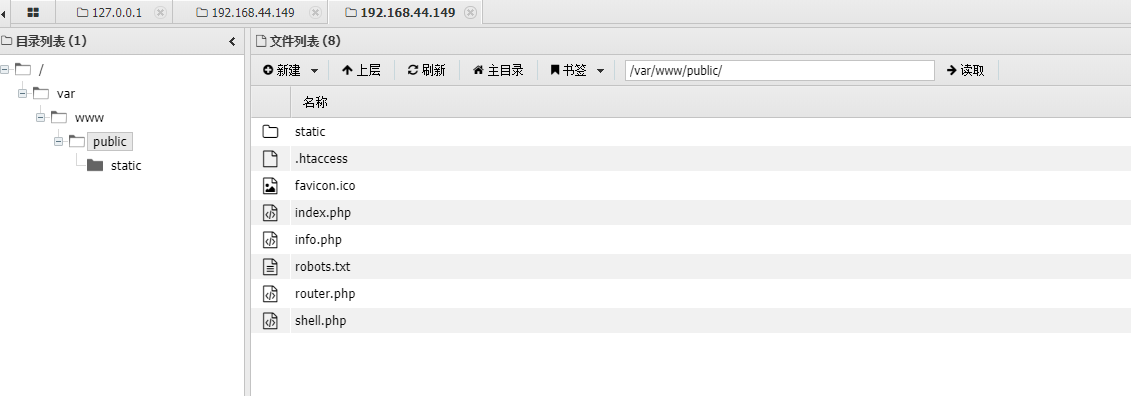 127.0.0.1 192.168.44.149 192.168.44.149
目录列表 (1)
/
var
www
public
static
文件列表 (8)
新建 上层 刷新 主目录 书签 /var/www/public/ 读取
名称
static
.htaccess
favicon.ico
index.php
info.php
robots.txt
router.php
shell.php